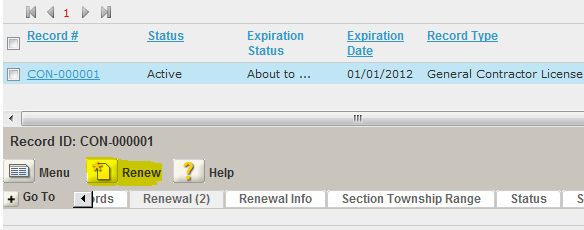 1
Record # Status Expiration Status Expiration Date Record Type
CON-000001 Active About to ... 01/01/2012 General Contractor License
Record ID: CON-000001
Menu Renew ? Help
+ Go To rds Renewal (2) Renewal Info Section Township Range Status S